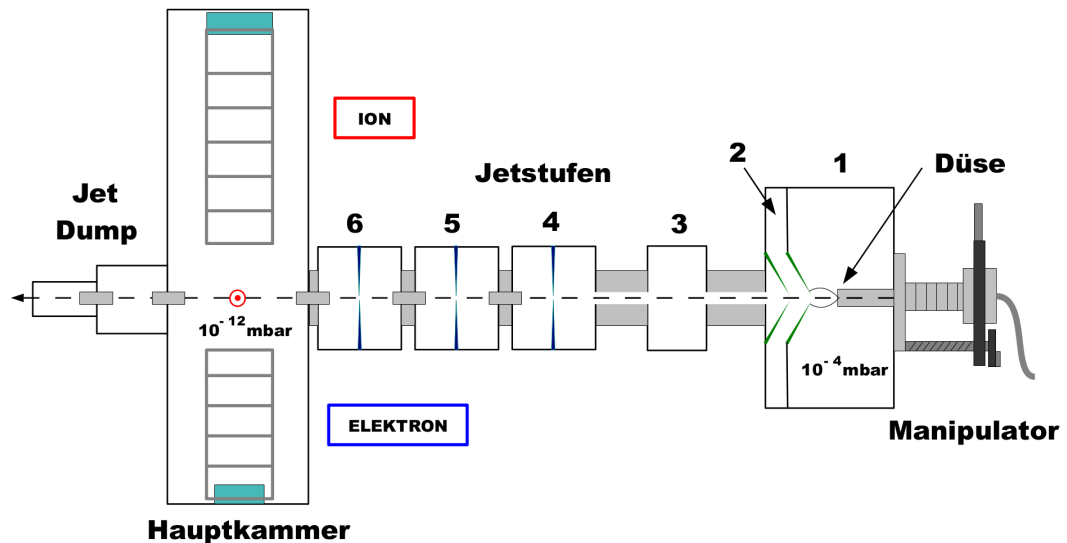 ION
Jetstufen
2
1
Düse
Jet
Dump
6
5
4
3
10⁻¹²mbar
10⁻⁴mbar
ELEKTRON
Manipulator
Hauptkammer